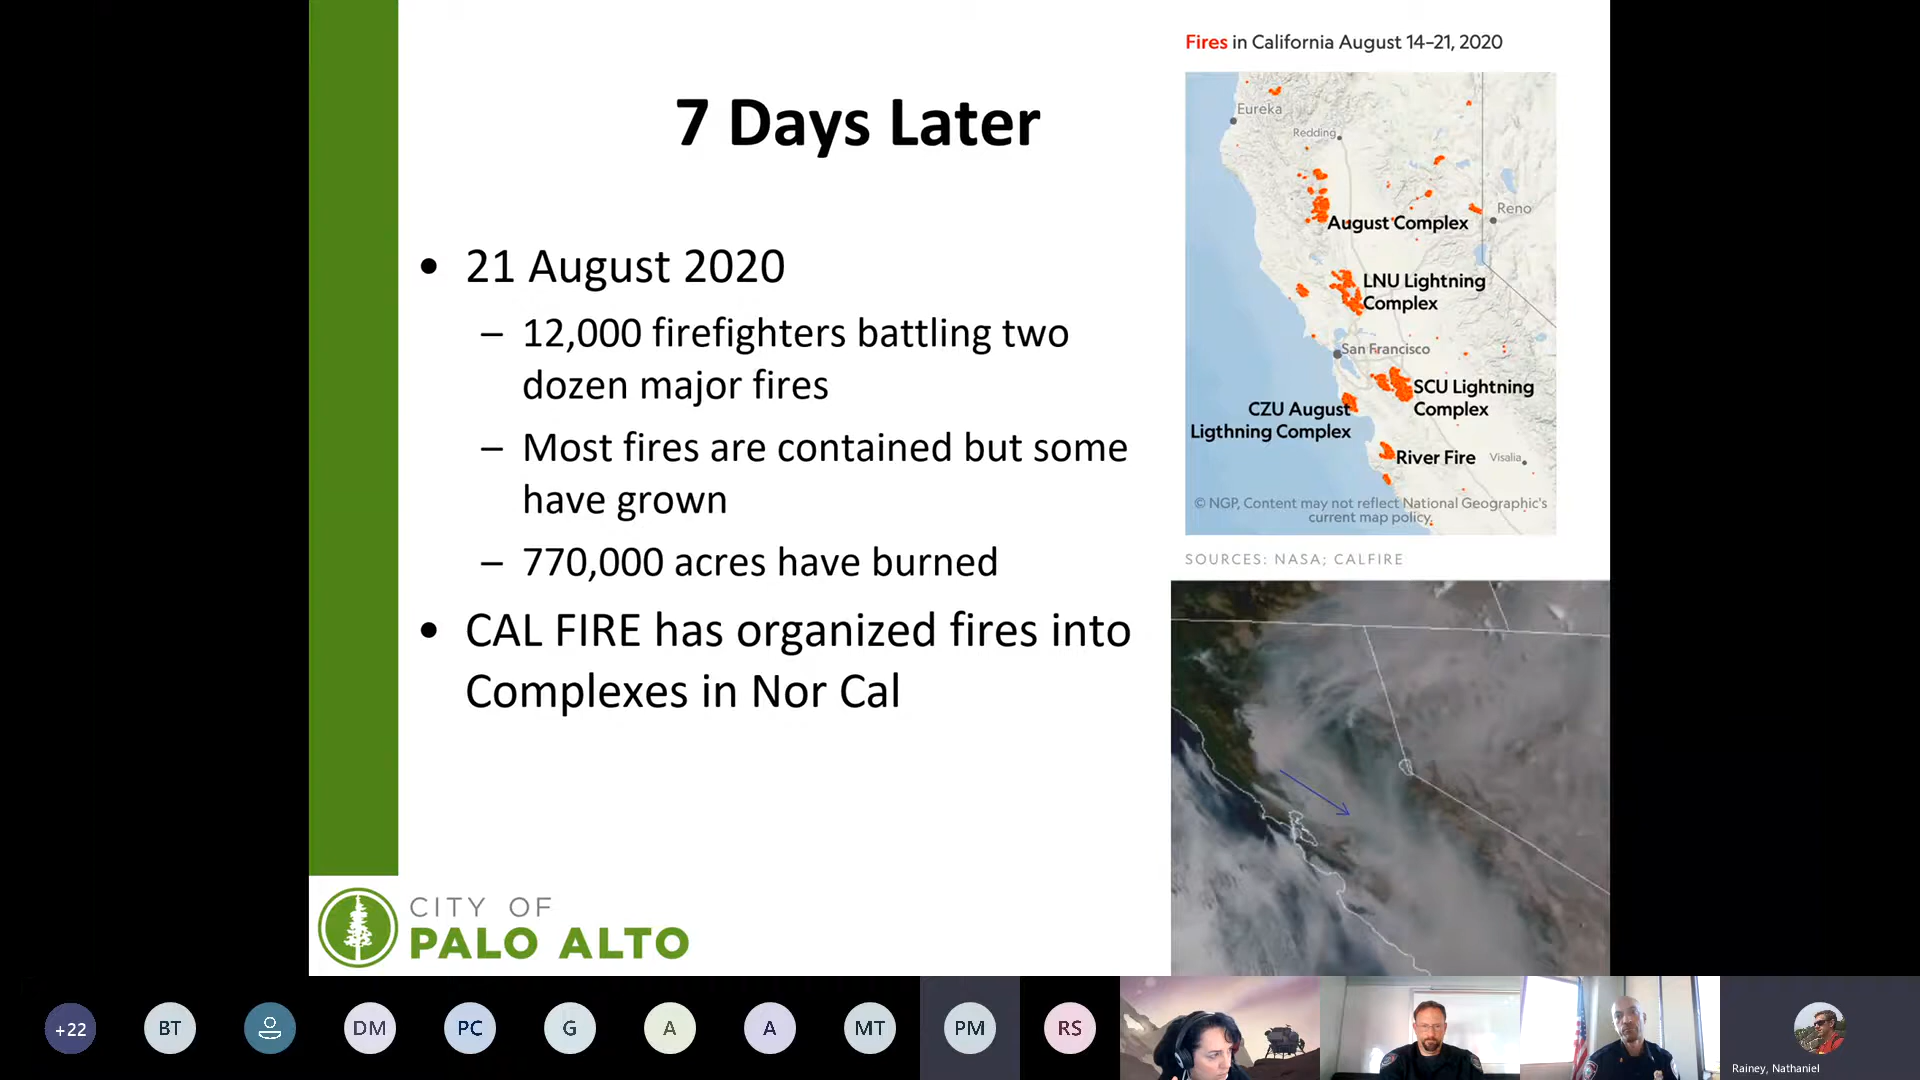 7 Days Later
• 21 August 2020
– 12,000 firefighters battling two
dozen major fires
– Most fires are contained but some
have grown
– 770,000 acres have burned
• CAL FIRE has organized fires into
Complexes in Nor Cal
Fires in California August 14–21, 2020
Eureka
Redding
Reno
August Complex
LNU Lightning
Complex
San Francisco
SCU Lightning
Complex
CZU August
Ligthning Complex
River Fire
Visalia
© NGP, Content may not reflect National Geographic's
current map policy.
SOURCES: NASA; CALFIRE
CITY OF
PALO ALTO
+22
BT
DM
PC
G
A
A
MT
PM
RS
Rainey, Nathaniel